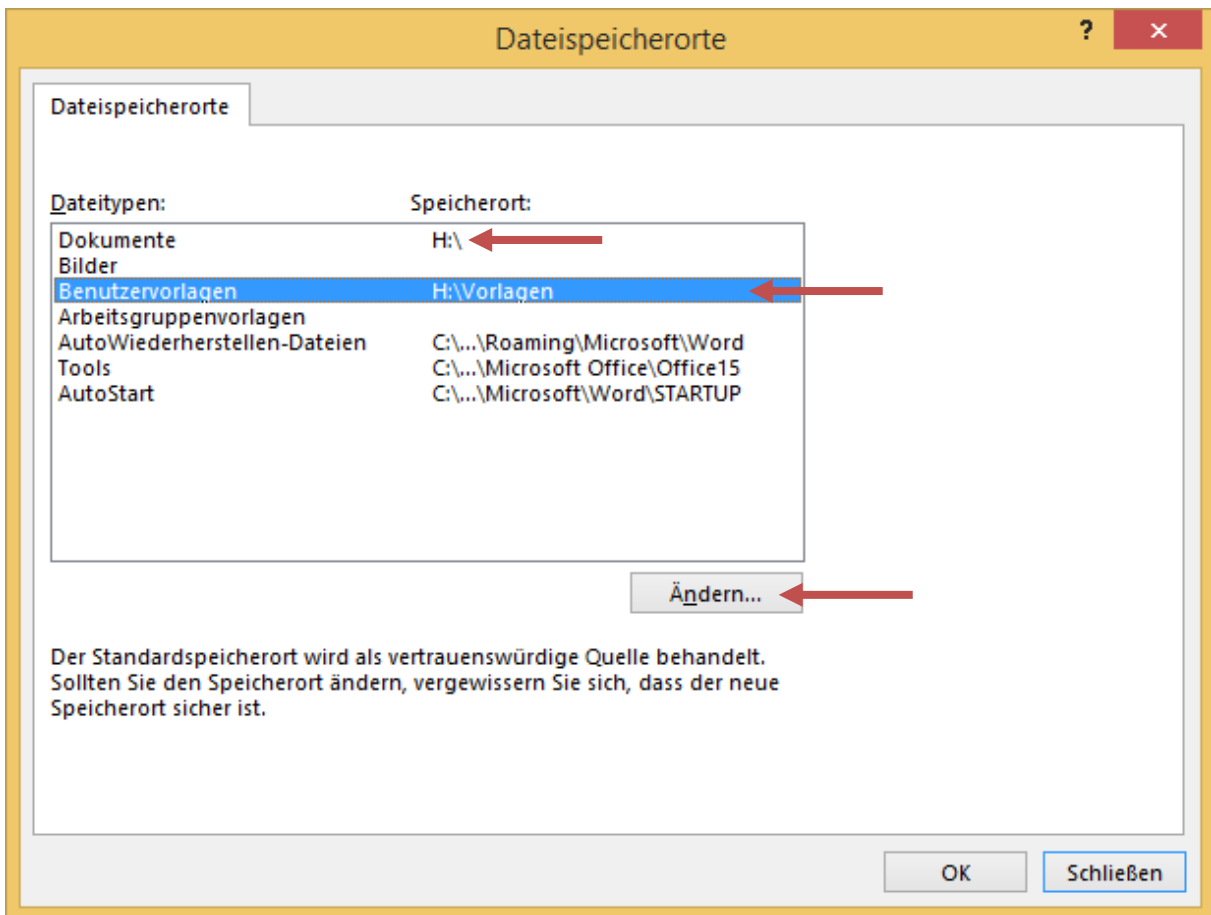 Dateispeicherorte
?
Dateispeicherorte
Dateitypen: Speicherort:
Dokumente H:\
Bilder
Benutzervorlagen H:\Vorlagen
Arbeitsgruppenvorlagen
AutoWiederherstellen-Dateien C:\...\Roaming\Microsoft\Word
Tools C:\...\Microsoft Office\Office15
AutoStart C:\...\Microsoft\Word\STARTUP
Ändern...
Der Standardspeicherort wird als vertrauenswürdige Quelle behandelt.
Sollten Sie den Speicherort ändern, vergewissern Sie sich, dass der neue
Speicherort sicher ist.
OK Schließen